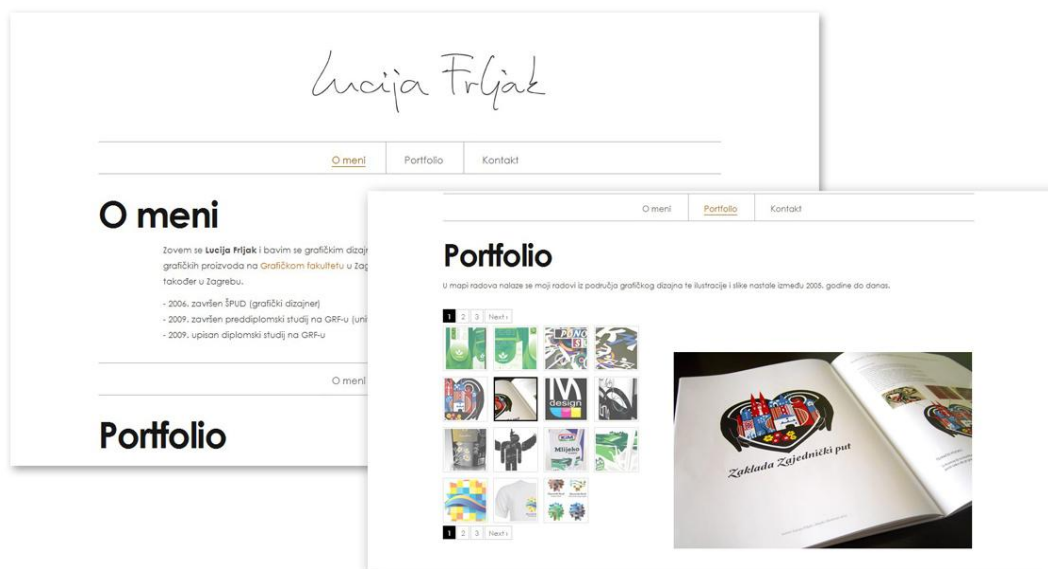 Lucija Frljak
O meni Portfolio Kontakt
O meni
Zovem se Lucija Frljak i bavim se grafičkim dizajn
grafičkih proizvoda na Grafičkom fakultetu u Zag
također u Zagrebu.
- 2006. završen ŠPUD (grafički dizajner)
- 2009. završen preddiplomski studij na GRF-u (uni
- 2009. upisan diplomski studij na GRF-u
O meni
Portfolio
O meni Portfolio Kontakt
Portfolio
U mapi radova nalaze se moji radovi iz područja grafičkog dizajna te ilustracije i slike nastale između 2005. godine do danas.
1 2 3 Next ›
M
design
Mlijeko
1 2 3 Next ›
Zaklada Zajednički put